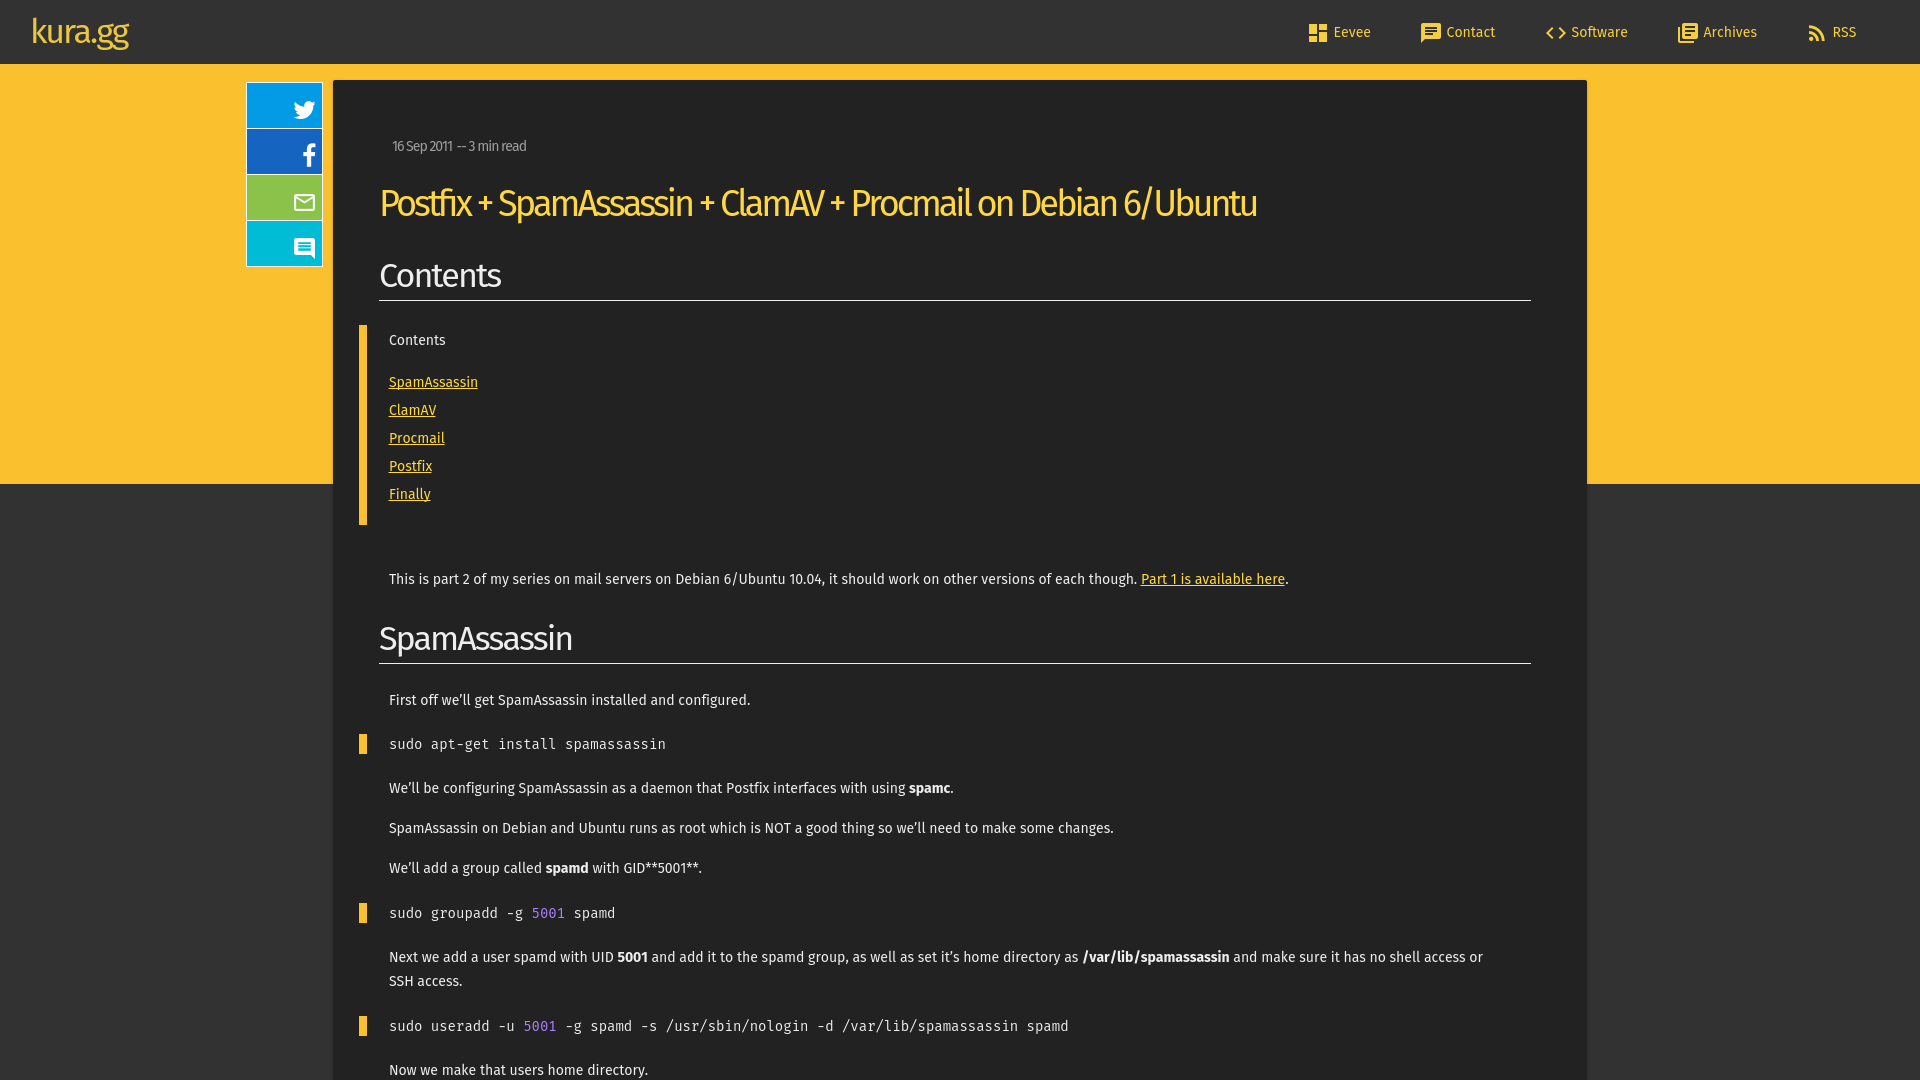 kura.gg
Eevee
Contact
Software
Archives
RSS
16 Sep 2011 -- 3 min read
Postfix + SpamAssassin + ClamAV + Procmail on Debian 6/Ubuntu
Contents
Contents
SpamAssassin
ClamAV
Procmail
Postfix
Finally
This is part 2 of my series on mail servers on Debian 6/Ubuntu 10.04, it should work on other versions of each though. Part 1 is available here.
SpamAssassin
First off we’ll get SpamAssassin installed and configured.
sudo apt-get install spamassassin
We’ll be configuring SpamAssassin as a daemon that Postfix interfaces with using spamc.
SpamAssassin on Debian and Ubuntu runs as root which is NOT a good thing so we’ll need to make some changes.
We’ll add a group called spamd with GID**5001**.
sudo groupadd -g 5001 spamd
Next we add a user spamd with UID 5001 and add it to the spamd group, as well as set it’s home directory as /var/lib/spamassassin and make sure it has no shell access or
SSH access.
sudo useradd -u 5001 -g spamd -s /usr/sbin/nologin -d /var/lib/spamassassin spamd
Now we make that users home directory.